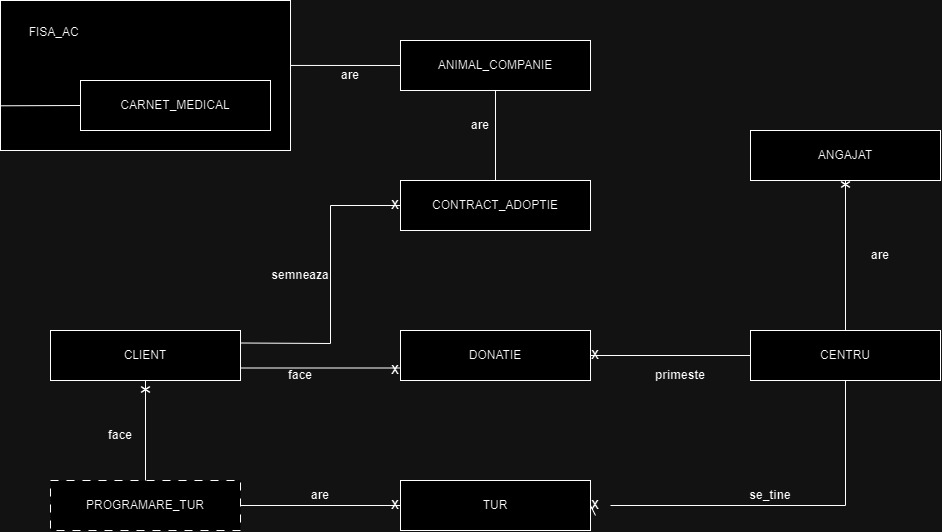 FISA_AC
ANIMAL_COMPANIE
are
CARNET_MEDICAL
are
ANGAJAT
CONTRACT_ADOPTIE
X
are
semneaza
CLIENT
DONATIE
X
CENTRU
X
face
primeste
face
are
se_tine
PROGRAMARE_TUR
X
TUR
X